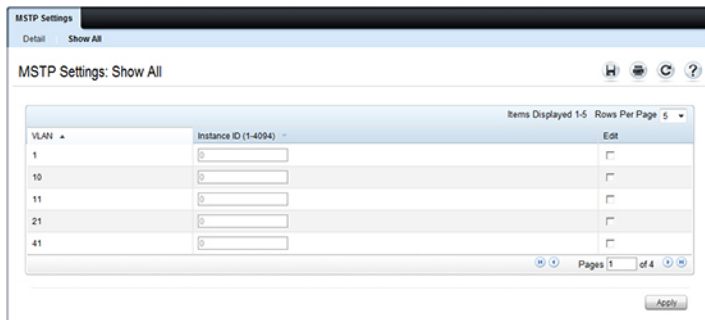 MSTP Settings
Detail Show All
MSTP Settings: Show All
?
Items Displayed 1-5 Rows Per Page 5
VLAN Instance ID (1-4094) Edit
1 0
10 0
11 0
21 0
41 0
Pages 1 of 4
Apply